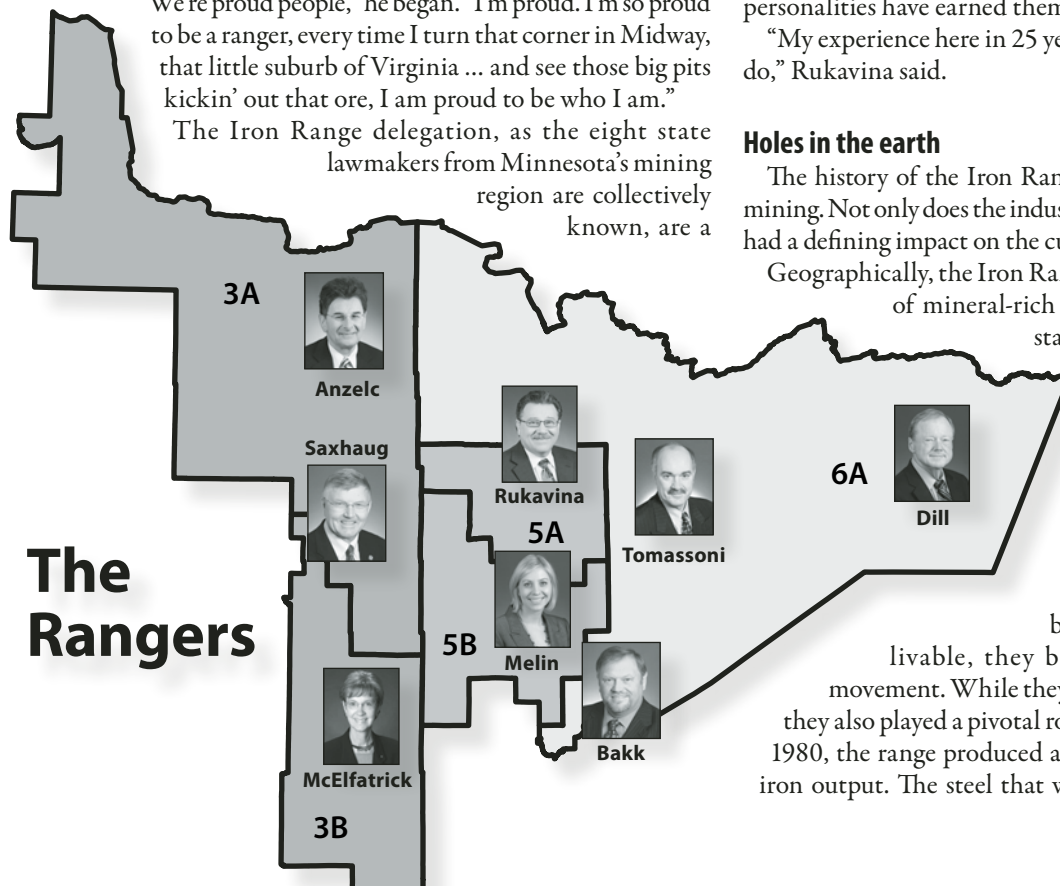 We're proud people," he began. "I'm proud. I'm so proud
to be a ranger, every time I turn that corner in Midway,
that little suburb of Virginia ... and see those big pits
kickin' out that ore, I am proud to be who I am."
The Iron Range delegation, as the eight state
lawmakers from Minnesota's mining
region are collectively
known, are a
personalities have earned them
"My experience here in 25 ye
do," Rukavina said.
Holes in the earth
The history of the Iron Ran
mining. Not only does the indus
had a defining impact on the cu
Geographically, the Iron Ra
of mineral-rich
sta
b
livable, they b
movement. While they
they also played a pivotal ro
1980, the range produced a
iron output. The steel that w
The
Rangers
3A
Anzelc
Saxhaug
Rukavina
5A
Tomassoni
6A
Dill
5B
Melin
Bakk
McElfatrick
3B